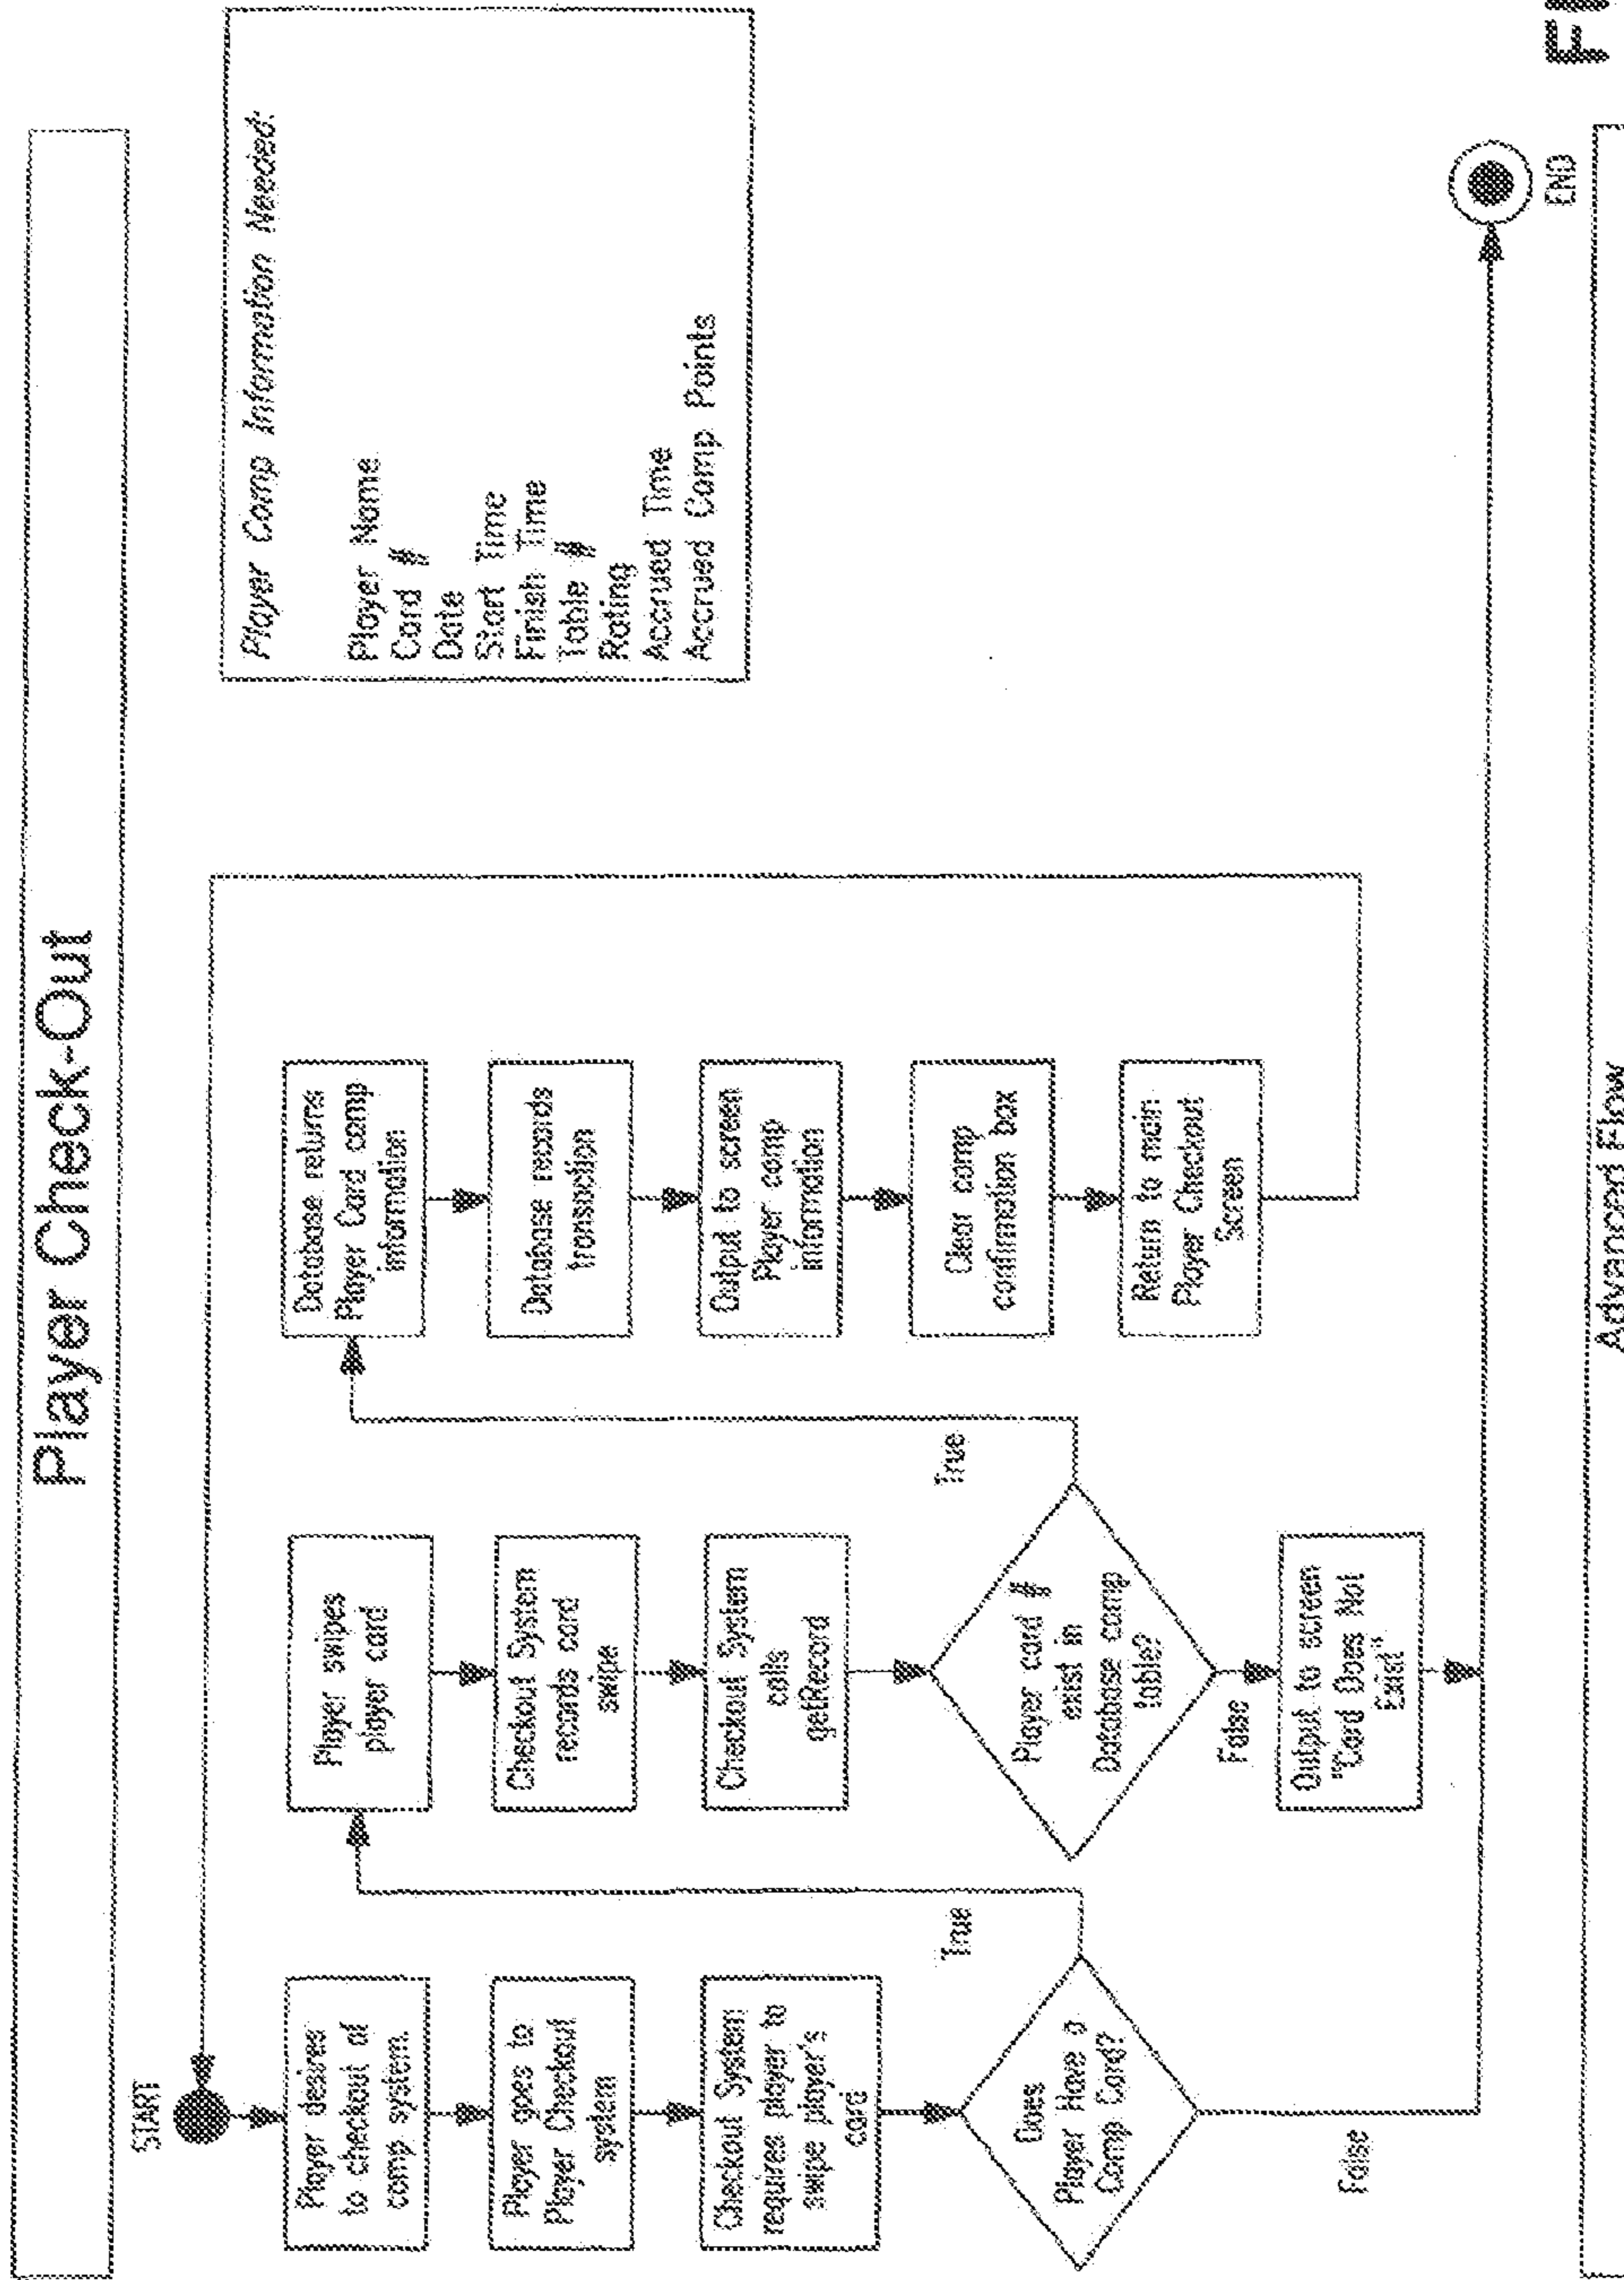 Player Check-Out
START
Player desires
to checkout of
comp system.
Player goes to
Player Checkout
system
Checkout System
requires player to
swipe player's
card
Does
Player Have a
Comp Card?
True
False
Player swipes
player card
Checkout System
records card
swipe
Checkout System
calls
getRecord
Player card #
exist in
Database comp
table?
True
False
Output to screen
"Card Does Not
Exist"
Database returns
Player Card comp
information
Database records
transaction
Output to screen
Player comp
information
Clear comp
confirmation box
Return to main
Player Checkout
Screen
Player Comp Information Needed:
Player Name
Card #
Date
Start Time
Finish Time
Table #
Rating
Accrued Time
Accrued Comp Points
END
Advanced Flow